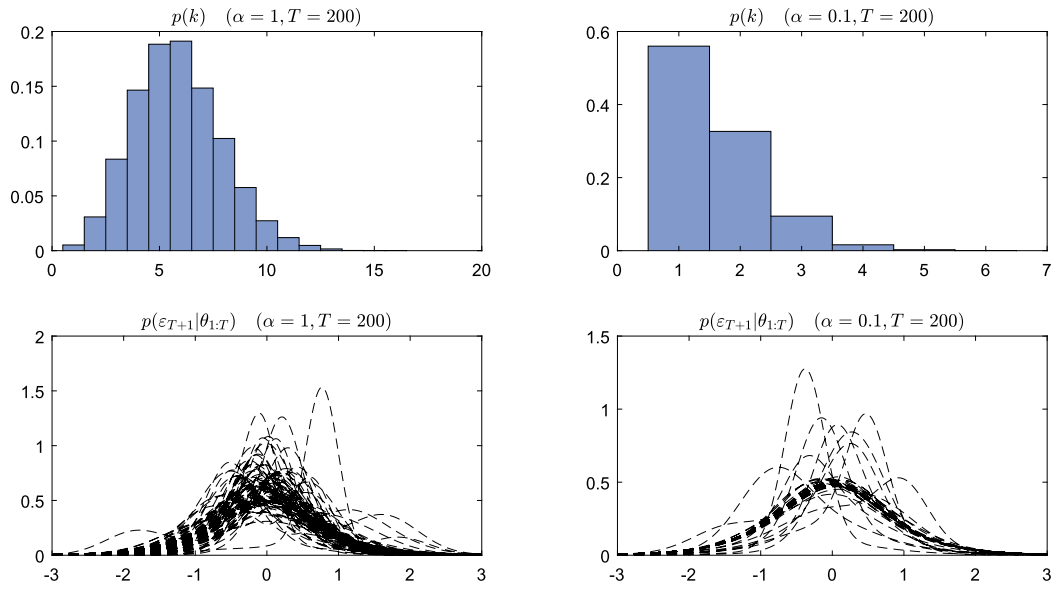 p(k) (α = 1, T = 200)
0.2
0.15
0.1
0.05
0
0 5 10 15 20
p(k) (α = 0.1, T = 200)
0.6
0.4
0.2
0
0 1 2 3 4 5 6 7
p(ε_{T+1}|θ_{1:T}) (α = 1, T = 200)
2
1.5
1
0.5
0
-3 -2 -1 0 1 2 3
p(ε_{T+1}|θ_{1:T}) (α = 0.1, T = 200)
1.5
1
0.5
0
-3 -2 -1 0 1 2 3